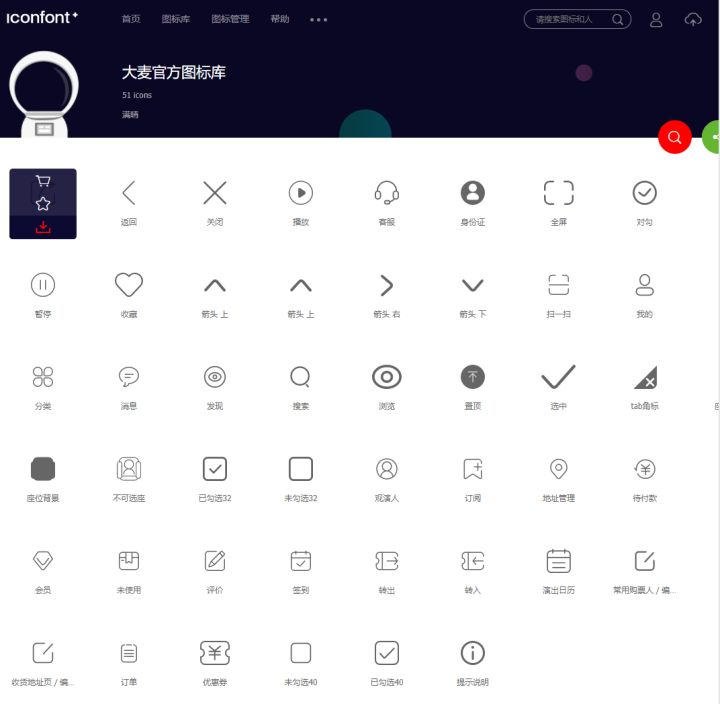 iconfont+ 首页 图标库 图标管理 帮助 请搜索图标和人
大麦官方图标库
51 icons
满晴
返回 关闭 播放 客服 身份证 全屏 对勾
暂停 收藏 箭头 上 箭头 上 箭头 右 箭头 下 扫一扫 我的
分类 消息 发现 搜索 浏览 置顶 选中 tab角标
座位背景 不可选座 已勾选32 未勾选32 观演人 订阅 地址管理 待付款
会员 未使用 评价 签到 转出 转入 演出日历 常用购票人 / 编...
收货地址页 / 编... 订单 优惠券 未勾选40 已勾选40 提示说明